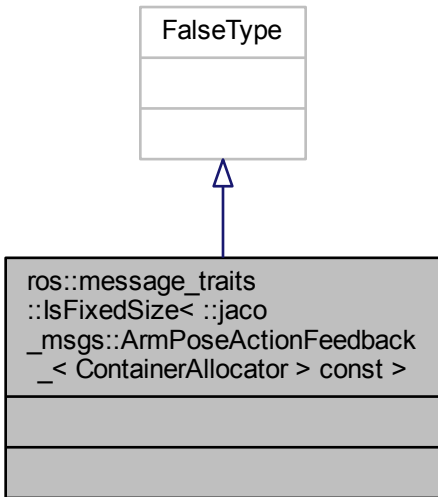 FalseType
ros::message_traits
::IsFixedSize< ::jaco
_msgs::ArmPoseActionFeedback
_< ContainerAllocator > const >